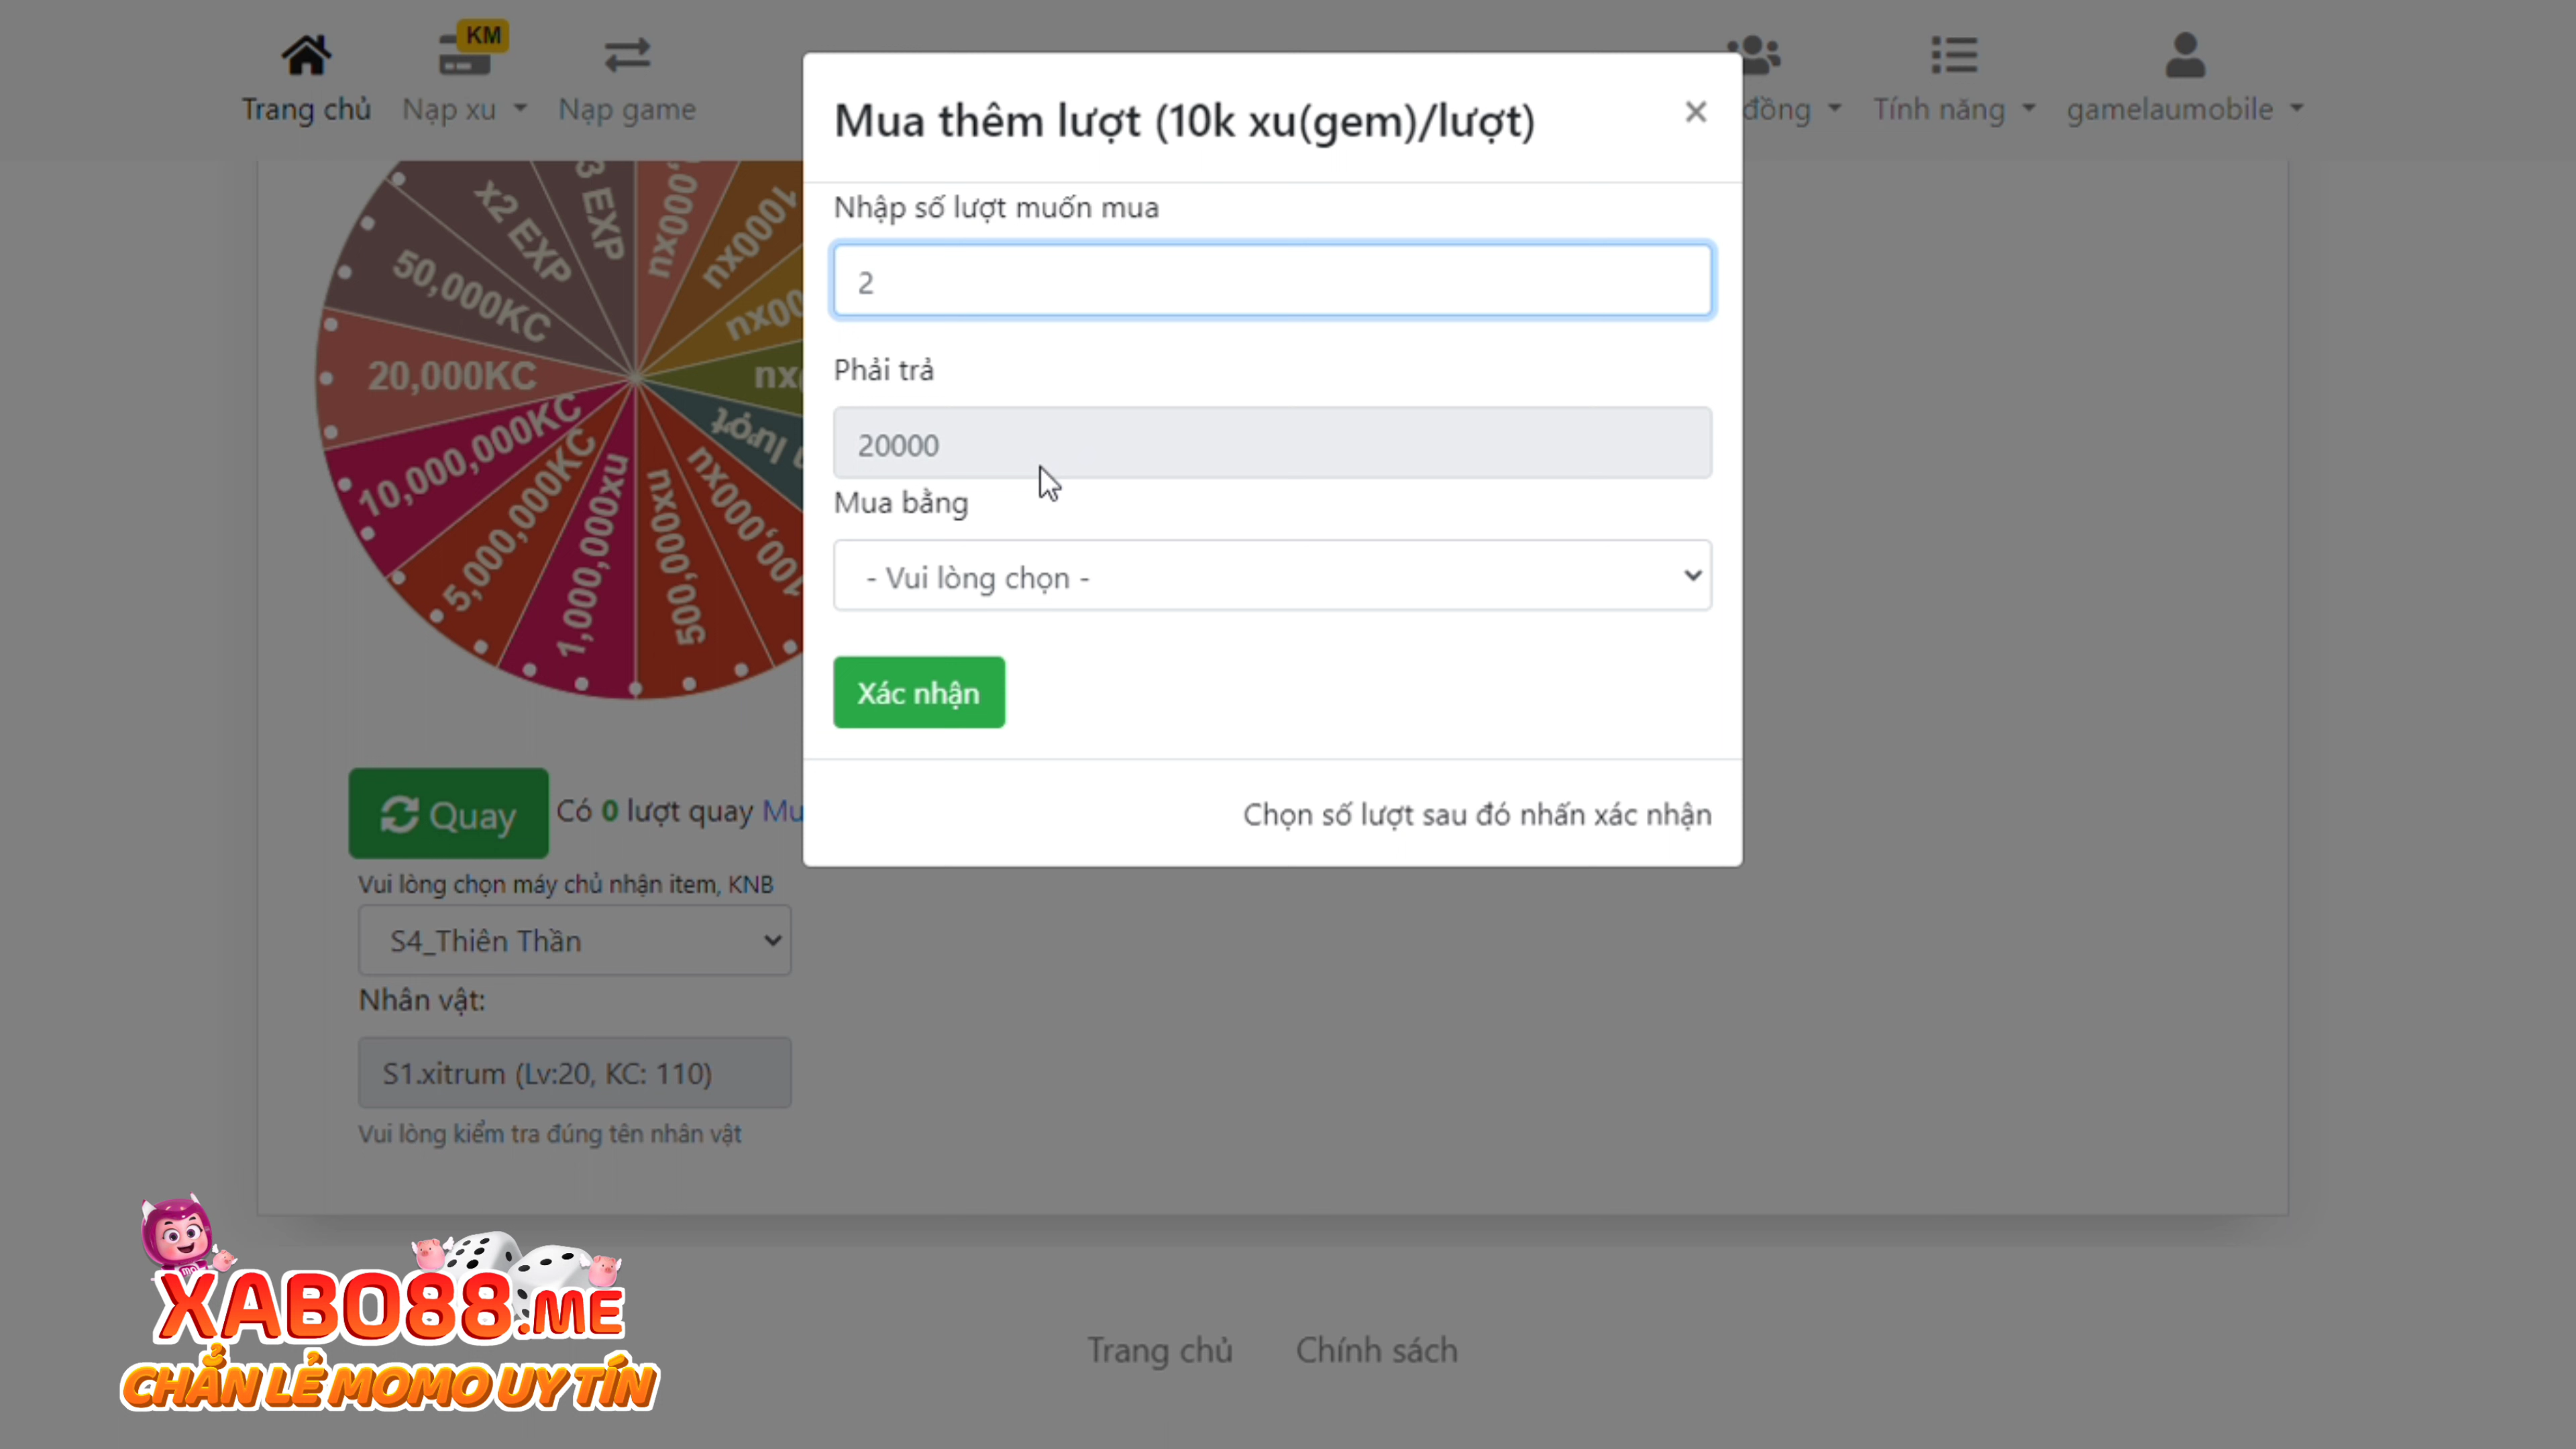 KM
Trang chủ
Nạp xu
Nạp game
đồng
Tính năng
gamelaumobile
Mua thêm lượt (10k xu(gem)/lượt)
×
Nhập số lượt muốn mua
2
Phải trả
20000
Mua bằng
- Vui lòng chọn -
Xác nhận
Chọn số lượt sau đó nhấn xác nhận
x2 EXP
50,000KC
20,000KC
10,000,000KC
5,000,000KC
1,000,000xu
500,000xu
lượt
Quay
Có 0 lượt quay
Vui lòng chọn máy chủ nhận item, KNB
S4_Thiên Thần
Nhân vật:
S1.xitrum (Lv:20, KC: 110)
Vui lòng kiểm tra đúng tên nhân vật
XABO88.ME
CHẴN LẺ MOMO UY TÍN
Trang chủ
Chính sách